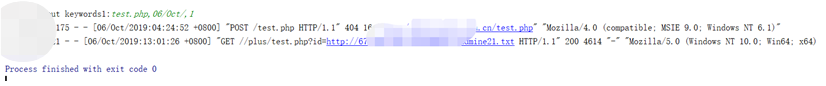 ut keywords1:test.php,06/Oct/,1
175 - - [06/Oct/2019:04:24:52 +0800] "POST /test.php HTTP/1.1" 404 16 .cn/test.php" "Mozilla/4.0 (compatible; MSIE 9.0; Windows NT 6.1)"
.1 - - [06/Oct/2019:13:01:26 +0800] "GET //plus/test.php?id=http://67 mine21.txt HTTP/1.1" 200 4614 "-" "Mozilla/5.0 (Windows NT 10.0; Win64; x64)
Process finished with exit code 0